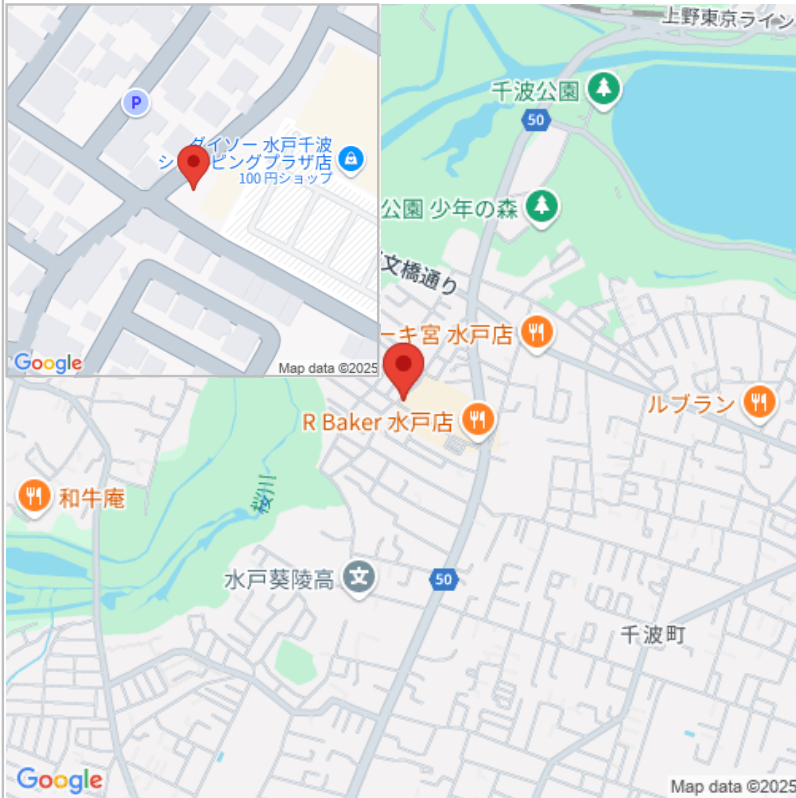 P
ダイソー 水戸千波
ショッピングプラザ店
100 円ショップ
Google
Map data ©2025
上野東京ライン
千波公園
50
公園 少年の森
文橋通り
ーキ宮 水戸店
ルブラン
R Baker 水戸店
和牛庵
桜川
水戸葵陵高
文
50
千波町
Google
Map data ©2025